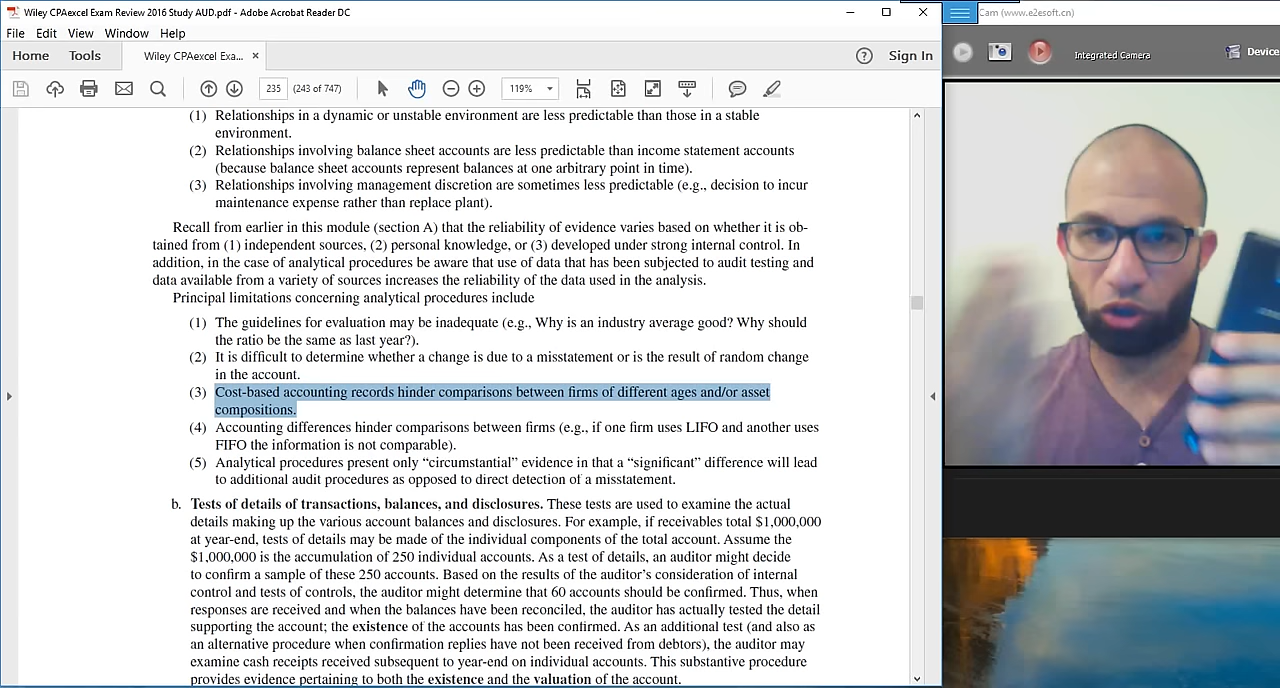 Wiley CPAexcel Exam Review 2016 Study AUD.pdf - Adobe Acrobat Reader DC
File Edit View Window Help
Home Tools Wiley CPAexcel Exa... × Sign In
235 (243 of 747) 119%
(1) Relationships in a dynamic or unstable environment are less predictable than those in a stable
environment.
(2) Relationships involving balance sheet accounts are less predictable than income statement accounts
(because balance sheet accounts represent balances at one arbitrary point in time).
(3) Relationships involving management discretion are sometimes less predictable (e.g., decision to incur
maintenance expense rather than replace plant).
Recall from earlier in this module (section A) that the reliability of evidence varies based on whether it is ob-
tained from (1) independent sources, (2) personal knowledge, or (3) developed under strong internal control. In
addition, in the case of analytical procedures be aware that use of data that has been subjected to audit testing and
data available from a variety of sources increases the reliability of the data used in the analysis.
Principal limitations concerning analytical procedures include
(1) The guidelines for evaluation may be inadequate (e.g., Why is an industry average good? Why should
the ratio be the same as last year?).
(2) It is difficult to determine whether a change is due to a misstatement or is the result of random change
in the account.
(3) Cost-based accounting records hinder comparisons between firms of different ages and/or asset
compositions.
(4) Accounting differences hinder comparisons between firms (e.g., if one firm uses LIFO and another uses
FIFO the information is not comparable).
(5) Analytical procedures present only “circumstantial” evidence in that a “significant” difference will lead
to additional audit procedures as opposed to direct detection of a misstatement.
b. Tests of details of transactions, balances, and disclosures. These tests are used to examine the actual
details making up the various account balances and disclosures. For example, if receivables total $1,000,000
at year-end, tests of details may be made of the individual components of the total account. Assume the
$1,000,000 is the accumulation of 250 individual accounts. As a test of details, an auditor might decide
to confirm a sample of these 250 accounts. Based on the results of the auditor’s consideration of internal
control and tests of controls, the auditor might determine that 60 accounts should be confirmed. Thus, when
responses are received and when the balances have been reconciled, the auditor has actually tested the detail
supporting the account; the existence of the accounts has been confirmed. As an additional test (and also as
an alternative procedure when confirmation replies have not been received from debtors), the auditor may
examine cash receipts received subsequent to year-end on individual accounts. This substantive procedure
provides evidence pertaining to both the existence and the valuation of the account.
Cam (www.e2esoft.cn)
Integrated Camera Device